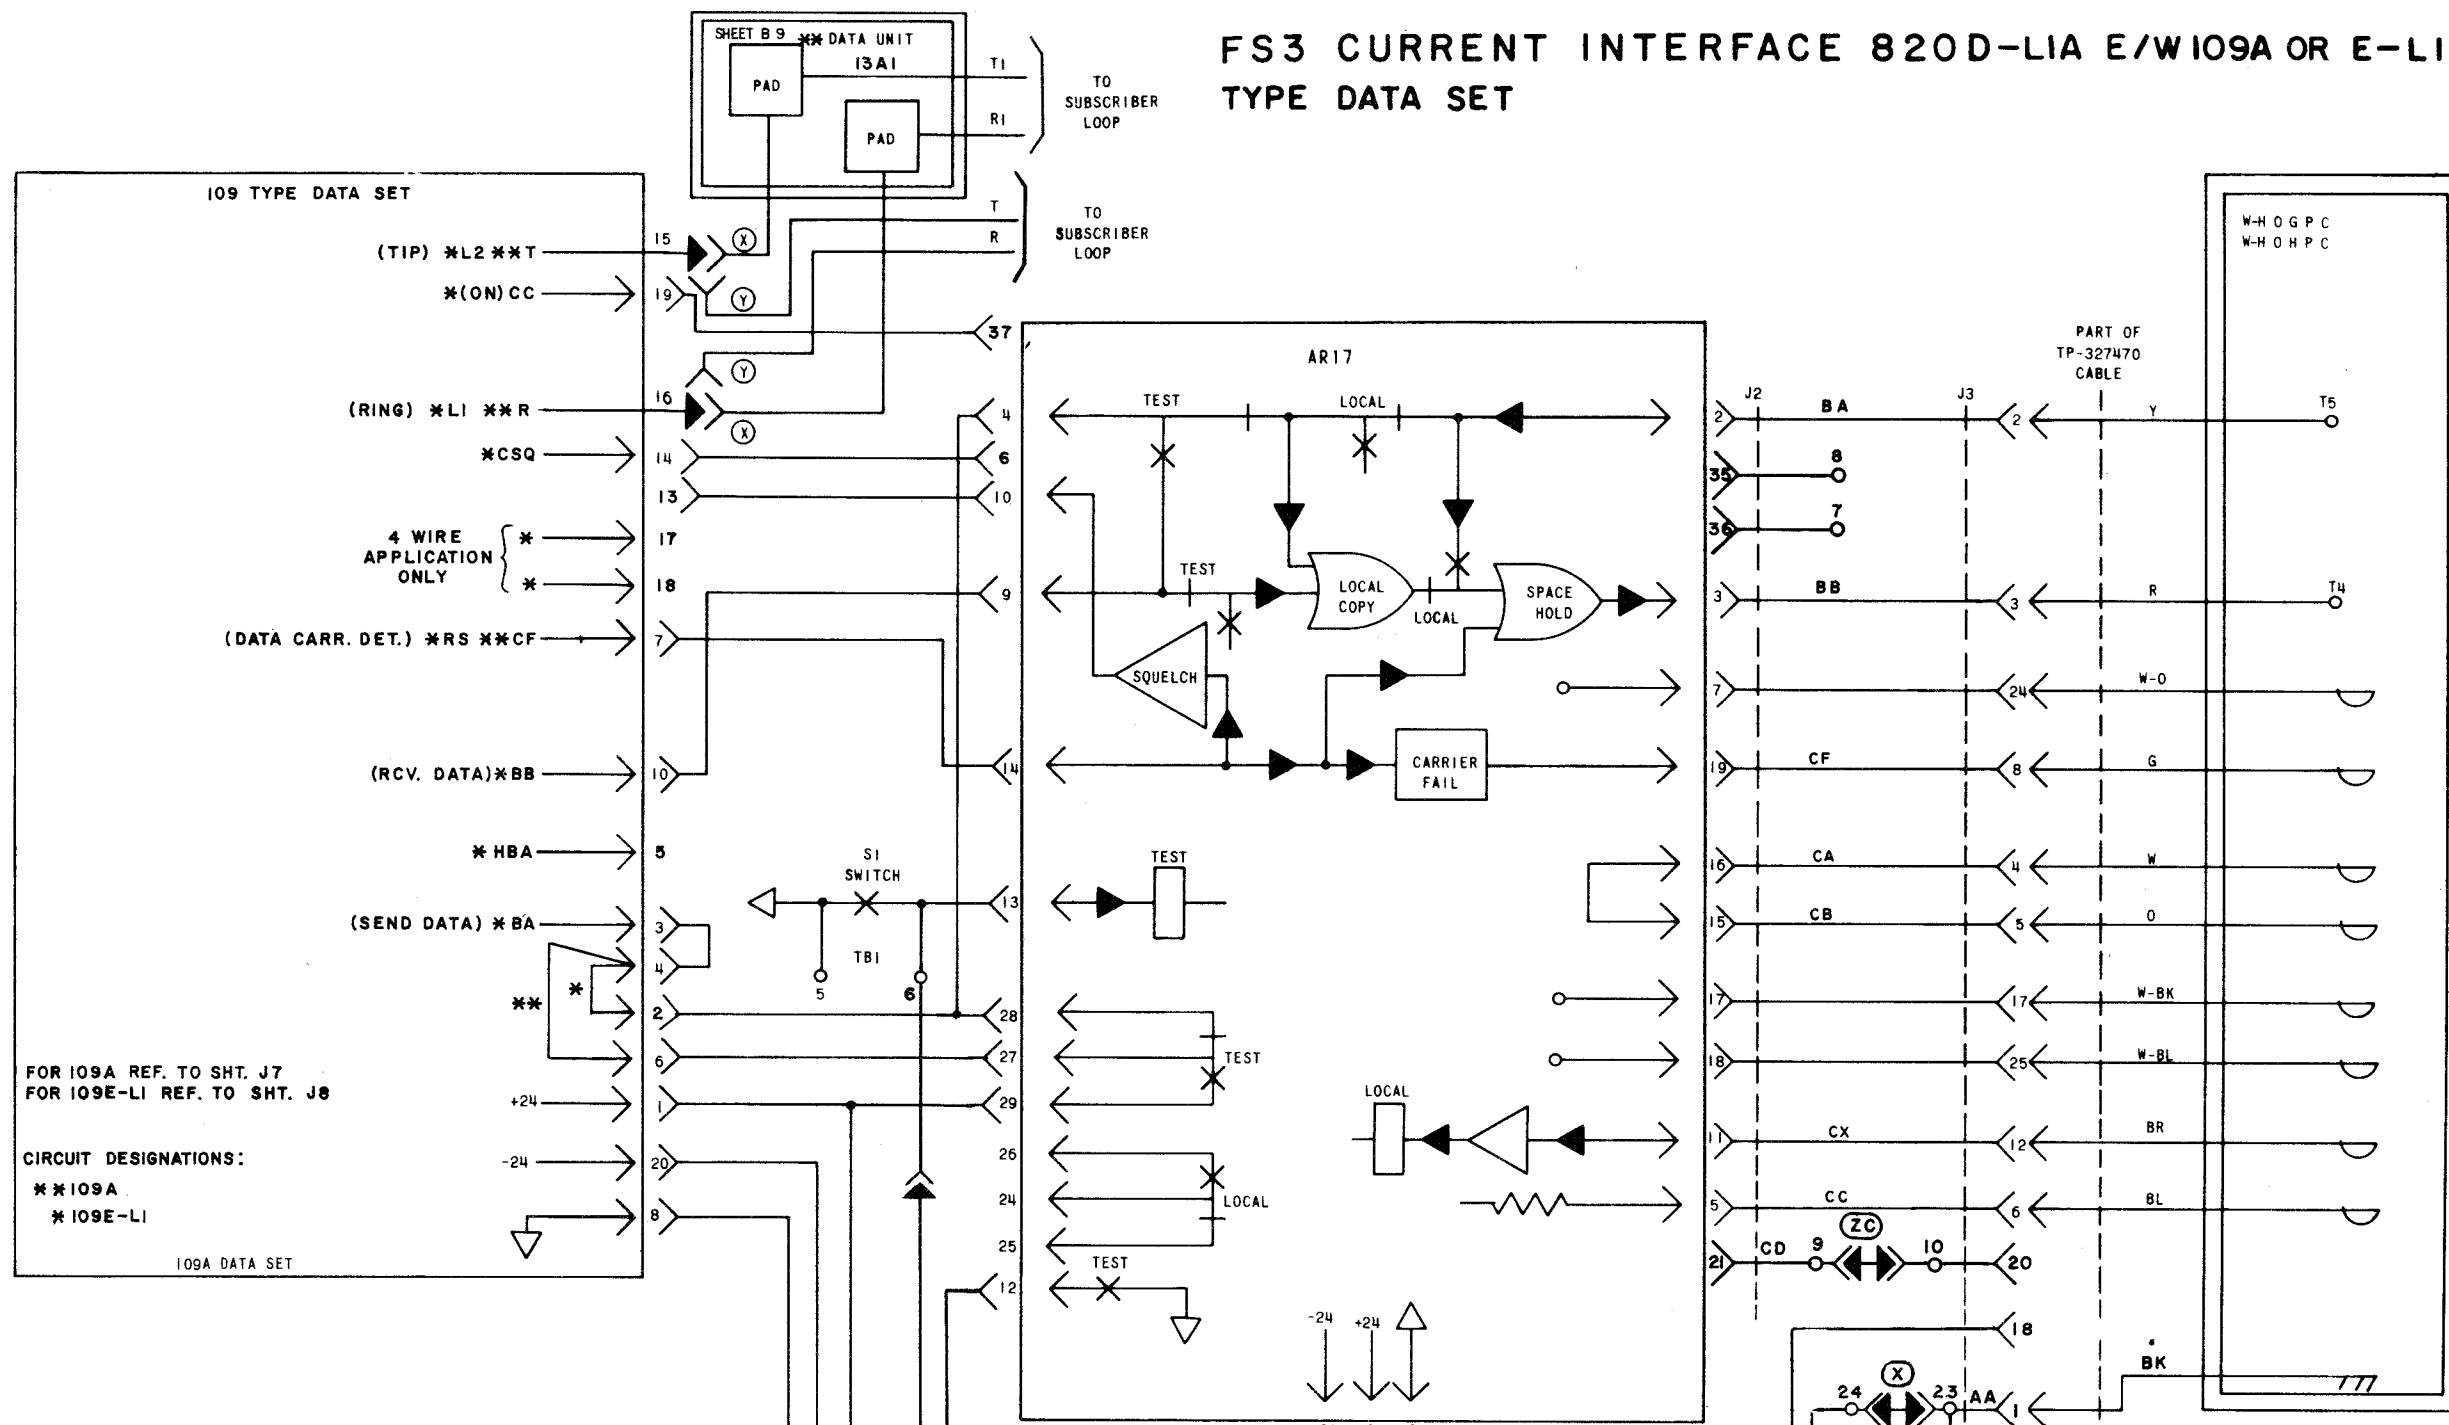 FS3 CURRENT INTERFACE 820D-L1A E/W 109A OR E-L1
TYPE DATA SET
SHEET B 9 ** DATA UNIT
13A1
PAD
PAD
T1
R1
TO
SUBSCRIBER
LOOP
T
R
TO
SUBSCRIBER
LOOP
109 TYPE DATA SET
(TIP) *L2 **T
15
X
*(ON)CC
19
Y
37
Y
(RING) *L1 **R
16
X
4
*CSQ
14
6
13
10
4 WIRE
APPLICATION
ONLY
*
17
*
18
9
(DATA CARR. DET.) *RS **CF
7
14
(RCV. DATA)*BB
10
*HBA
5
S1
SWITCH
13
(SEND DATA) *BA
3
4
TB1
5
6
**
*
2
28
6
27
FOR 109A REF. TO SHT. J7
FOR 109E-L1 REF. TO SHT. J8
+24
1
29
CIRCUIT DESIGNATIONS:
**109A
*109E-L1
-24
20
8
109A DATA SET
26
24
25
12
AR17
TEST
LOCAL
TEST
LOCAL
COPY
LOCAL
SPACE
HOLD
SQUELCH
CARRIER
FAIL
TEST
TEST
LOCAL
LOCAL
TEST
-24
+24
J2
J3
PART OF
TP-327470
CABLE
W-H O G P C
W-H O H P C
2
BA
2
Y
T5
35
8
36
7
3
BB
3
R
T4
7
24
W-O
19
CF
8
G
16
CA
4
W
15
CB
5
O
17
17
W-BK
18
25
W-BL
11
CX
12
BR
5
CC
6
BL
ZC
21
CD
9
10
20
18
X
24
23
AA
1
*
BK